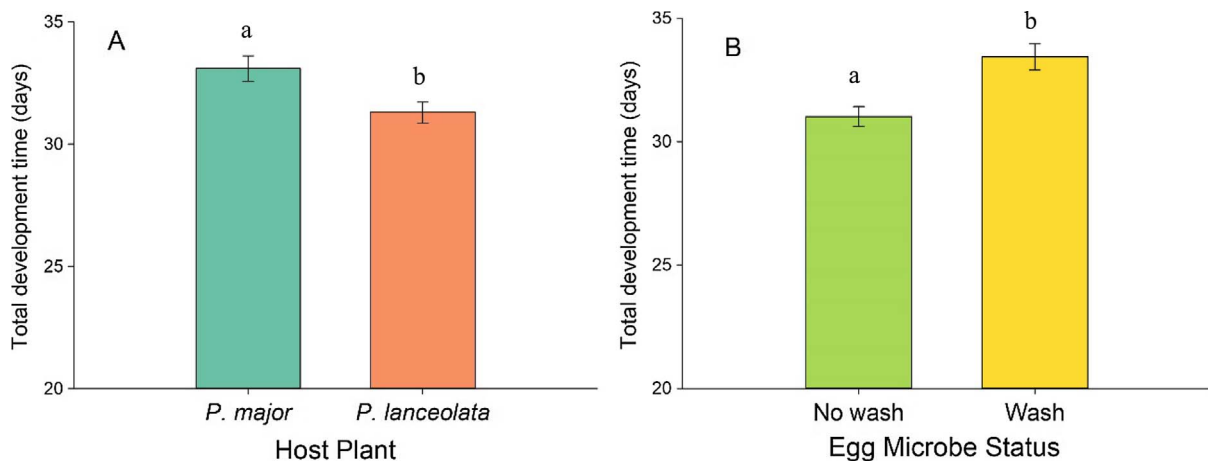 A
a
b
35
30
25
20
Total development time (days)
P. major
P. lanceolata
Host Plant
B
a
b
35
30
25
20
Total development time (days)
No wash
Wash
Egg Microbe Status